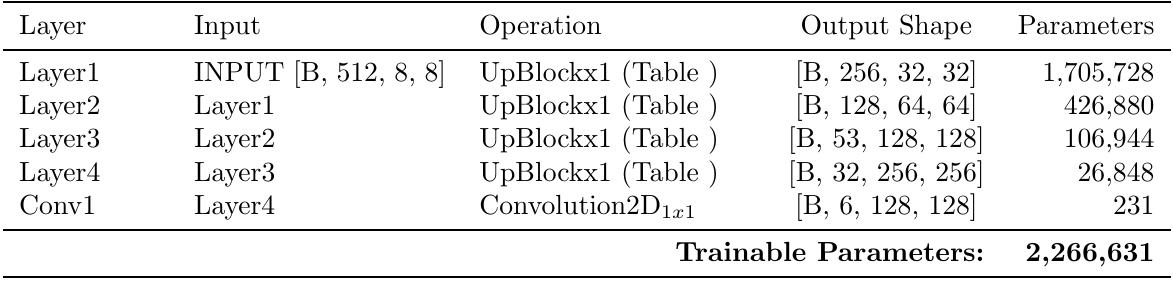 Layer Input Operation Output Shape Parameters
Layer1 INPUT [B, 512, 8, 8] UpBlockx1 (Table ) [B, 256, 32, 32] 1,705,728
Layer2 Layer1 UpBlockx1 (Table ) [B, 128, 64, 64] 426,880
Layer3 Layer2 UpBlockx1 (Table ) [B, 53, 128, 128] 106,944
Layer4 Layer3 UpBlockx1 (Table ) [B, 32, 256, 256] 26,848
Conv1 Layer4 Convolution2D1x1 [B, 6, 128, 128] 231
Trainable Parameters: 2,266,631